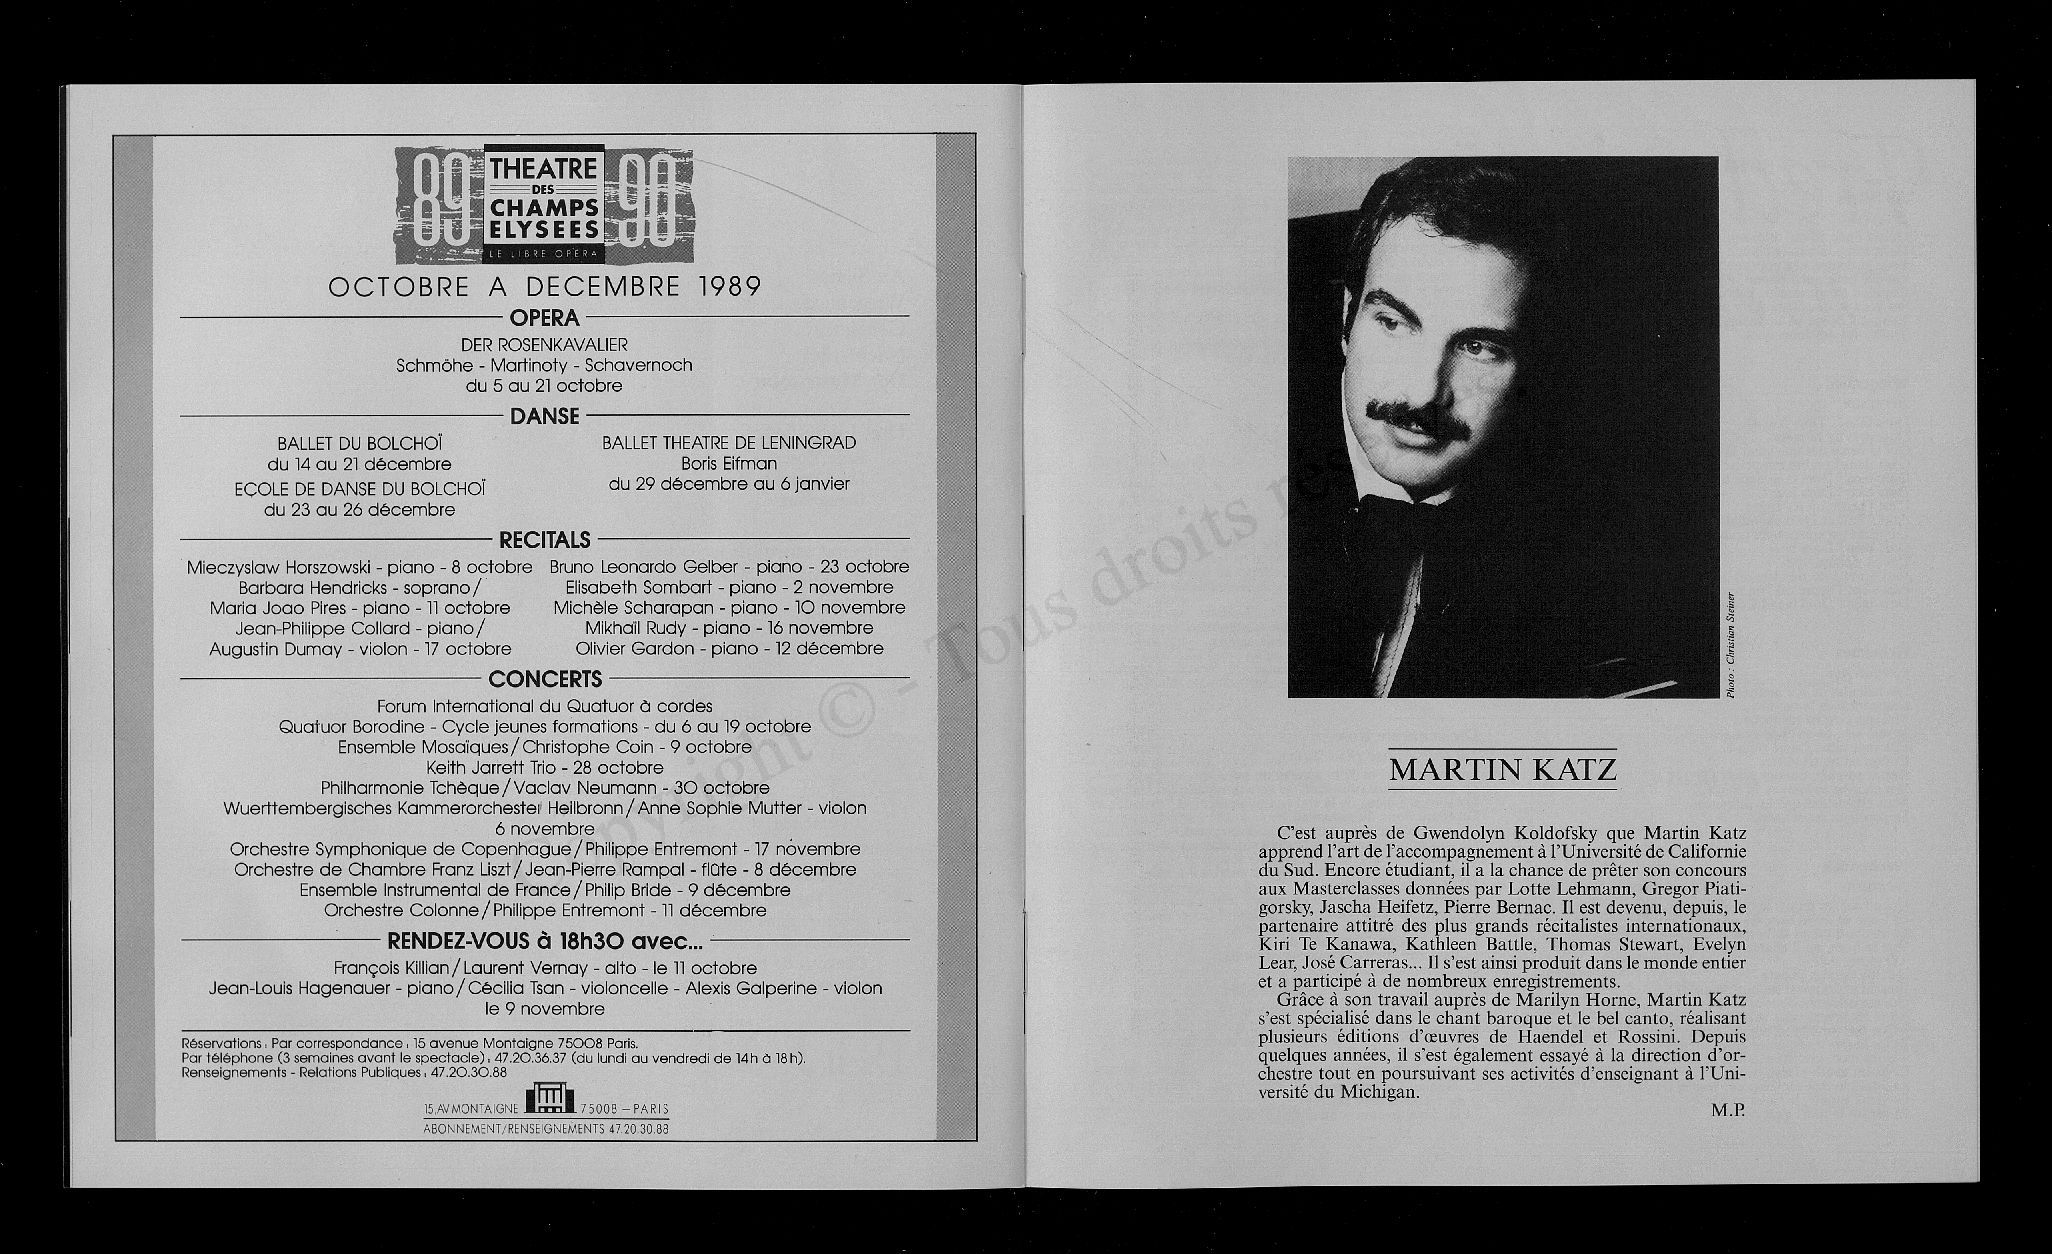 89 THEATRE DES CHAMPS ELYSEES 90
LE LIBRE OPERA
OCTOBRE A DECEMBRE 1989
OPERA
DER ROSENKAVALIER
Schmöhe - Martinoty - Schavernoch
du 5 au 21 octobre
DANSE
BALLET DU BOLCHOÏ
du 14 au 21 décembre
ECOLE DE DANSE DU BOLCHOÏ
du 23 au 26 décembre
BALLET THEATRE DE LENINGRAD
Boris Eifman
du 29 décembre au 6 janvier
RECITALS
Mieczyslaw Horszowski - piano - 8 octobre
Barbara Hendricks - soprano/
Maria Joao Pires - piano - 11 octobre
Jean-Philippe Collard - piano/
Augustin Dumay - violon - 17 octobre
Bruno Leonardo Gelber - piano - 23 octobre
Elisabeth Sombart - piano - 2 novembre
Michèle Scharapan - piano - 10 novembre
Mikhaïl Rudy - piano - 16 novembre
Olivier Gardon - piano - 12 décembre
CONCERTS
Forum International du Quatuor à cordes
Quatuor Borodine - Cycle jeunes formations - du 6 au 19 octobre
Ensemble Mosaïques/Christophe Coin - 9 octobre
Keith Jarrett Trio - 28 octobre
Philharmonie Tchèque/Vaclav Neumann - 30 octobre
Wuerttembergisches Kammerorchester Heilbronn/Anne Sophie Mutter - violon
6 novembre
Orchestre Symphonique de Copenhague/Philippe Entremont - 17 novembre
Orchestre de Chambre Franz Liszt/Jean-Pierre Rampal - flûte - 8 décembre
Ensemble Instrumental de France/Philip Bride - 9 décembre
Orchestre Colonne/Philippe Entremont - 11 décembre
RENDEZ-VOUS à 18h30 avec...
François Killian/Laurent Vernay - alto - le 11 octobre
Jean-Louis Hagenauer - piano/Cécilia Tsan - violoncelle - Alexis Galperine - violon
le 9 novembre
Réservations : Par correspondance : 15 avenue Montaigne 75008 Paris.
Par téléphone (3 semaines avant le spectacle) : 47.20.36.37 (du lundi au vendredi de 14h à 18h).
Renseignements - Relations Publiques : 47.20.30.88
15, AV MONTAIGNE 75008 – PARIS
ABONNEMENT/RENSEIGNEMENTS 47.20.30.88
Photo : Christian Steiner
MARTIN KATZ
C'est auprès de Gwendolyn Koldofsky que Martin Katz
apprend l'art de l'accompagnement à l'Université de Californie
du Sud. Encore étudiant, il a la chance de prêter son concours
aux Masterclasses données par Lotte Lehmann, Gregor Piati-
gorsky, Jascha Heifetz, Pierre Bernac. Il est devenu, depuis, le
partenaire attitré des plus grands récitalistes internationaux,
Kiri Te Kanawa, Kathleen Battle, Thomas Stewart, Evelyn
Lear, José Carreras... Il s'est ainsi produit dans le monde entier
et a participé à de nombreux enregistrements.
Grâce à son travail auprès de Marilyn Horne, Martin Katz
s'est spécialisé dans le chant baroque et le bel canto, réalisant
plusieurs éditions d'œuvres de Haendel et Rossini. Depuis
quelques années, il s'est également essayé à la direction d'or-
chestre tout en poursuivant ses activités d'enseignant à l'Uni-
versité du Michigan.
M.P.
Copyright © - Tous droits